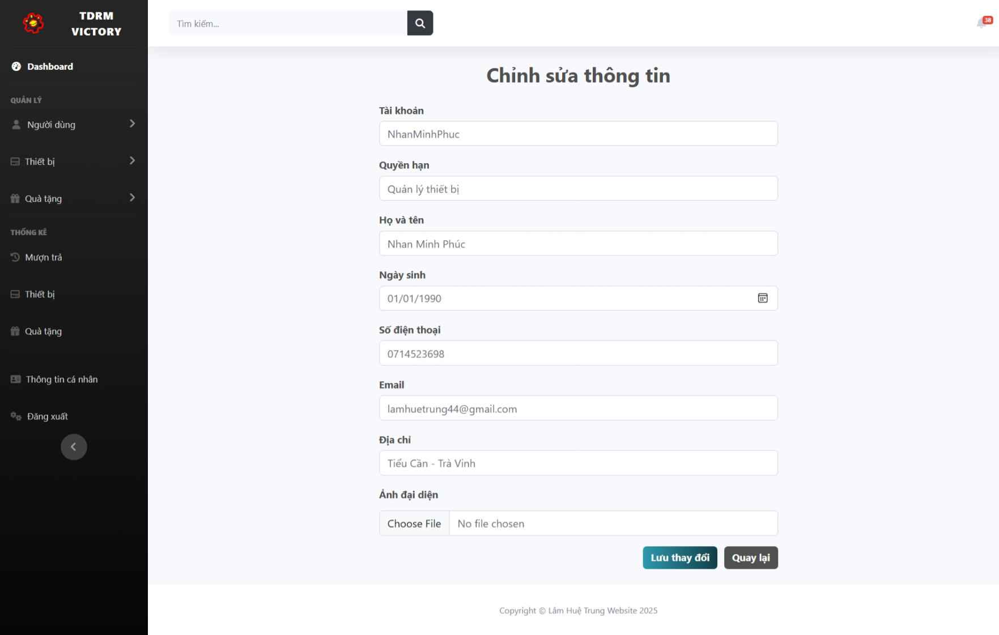 TDRM
VICTORY
Dashboard
QUẢN LÝ
Người dùng
Thiết bị
Quà tặng
THỐNG KÊ
Mượn trả
Thiết bị
Quà tặng
Thông tin cá nhân
Đăng xuất
Tìm kiếm...
38
Chỉnh sửa thông tin
Tài khoản
NhanMinhPhuc
Quyền hạn
Quản lý thiết bị
Họ và tên
Nhan Minh Phúc
Ngày sinh
01/01/1990
Số điện thoại
0714523698
Email
lamhuetrung44@gmail.com
Địa chỉ
Tiểu Cần - Trà Vinh
Ảnh đại diện
Choose File No file chosen
Lưu thay đổi Quay lại
Copyright © Lâm Huệ Trung Website 2025